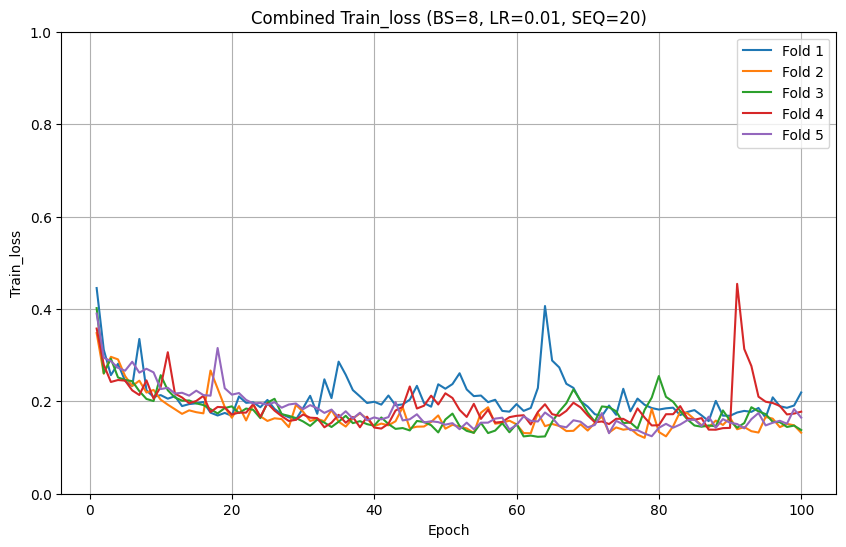 Combined Train_loss (BS=8, LR=0.01, SEQ=20)
Train_loss
1.0
0.8
0.6
0.4
0.2
0.0
Fold 1
Fold 2
Fold 3
Fold 4
Fold 5
0 20 40 60 80 100
Epoch